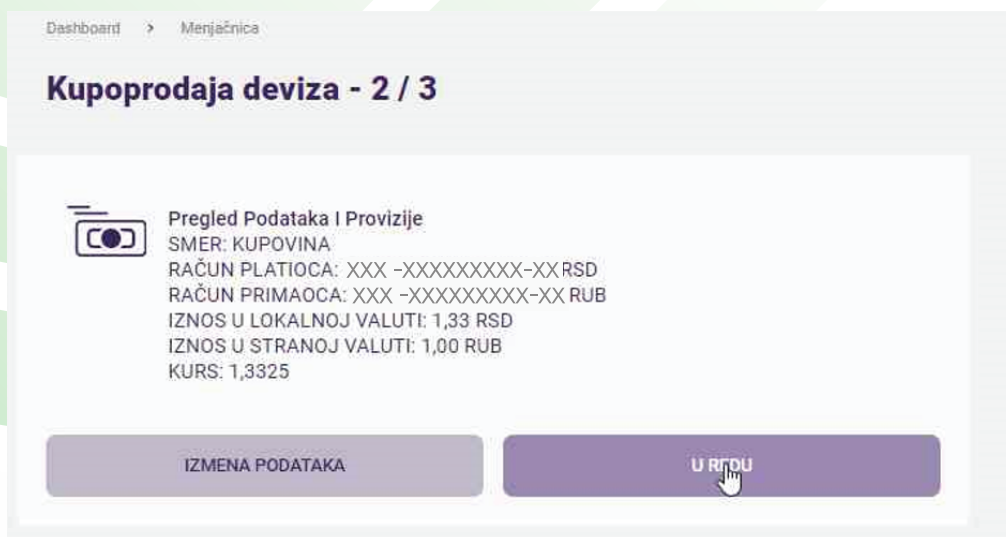 Dashboard > Menjačnica
Kupoprodaja deviza - 2 / 3
Pregled Podataka I Provizije
SMER: KUPOVINA
RAČUN PLATIOCA: XXX -XXXXXXXXX-XX RSD
RAČUN PRIMAOCA: XXX -XXXXXXXXX-XX RUB
IZNOS U LOKALNOJ VALUTI: 1,33 RSD
IZNOS U STRANOJ VALUTI: 1,00 RUB
KURS: 1,3325
IZMENA PODATAKA
U REDU